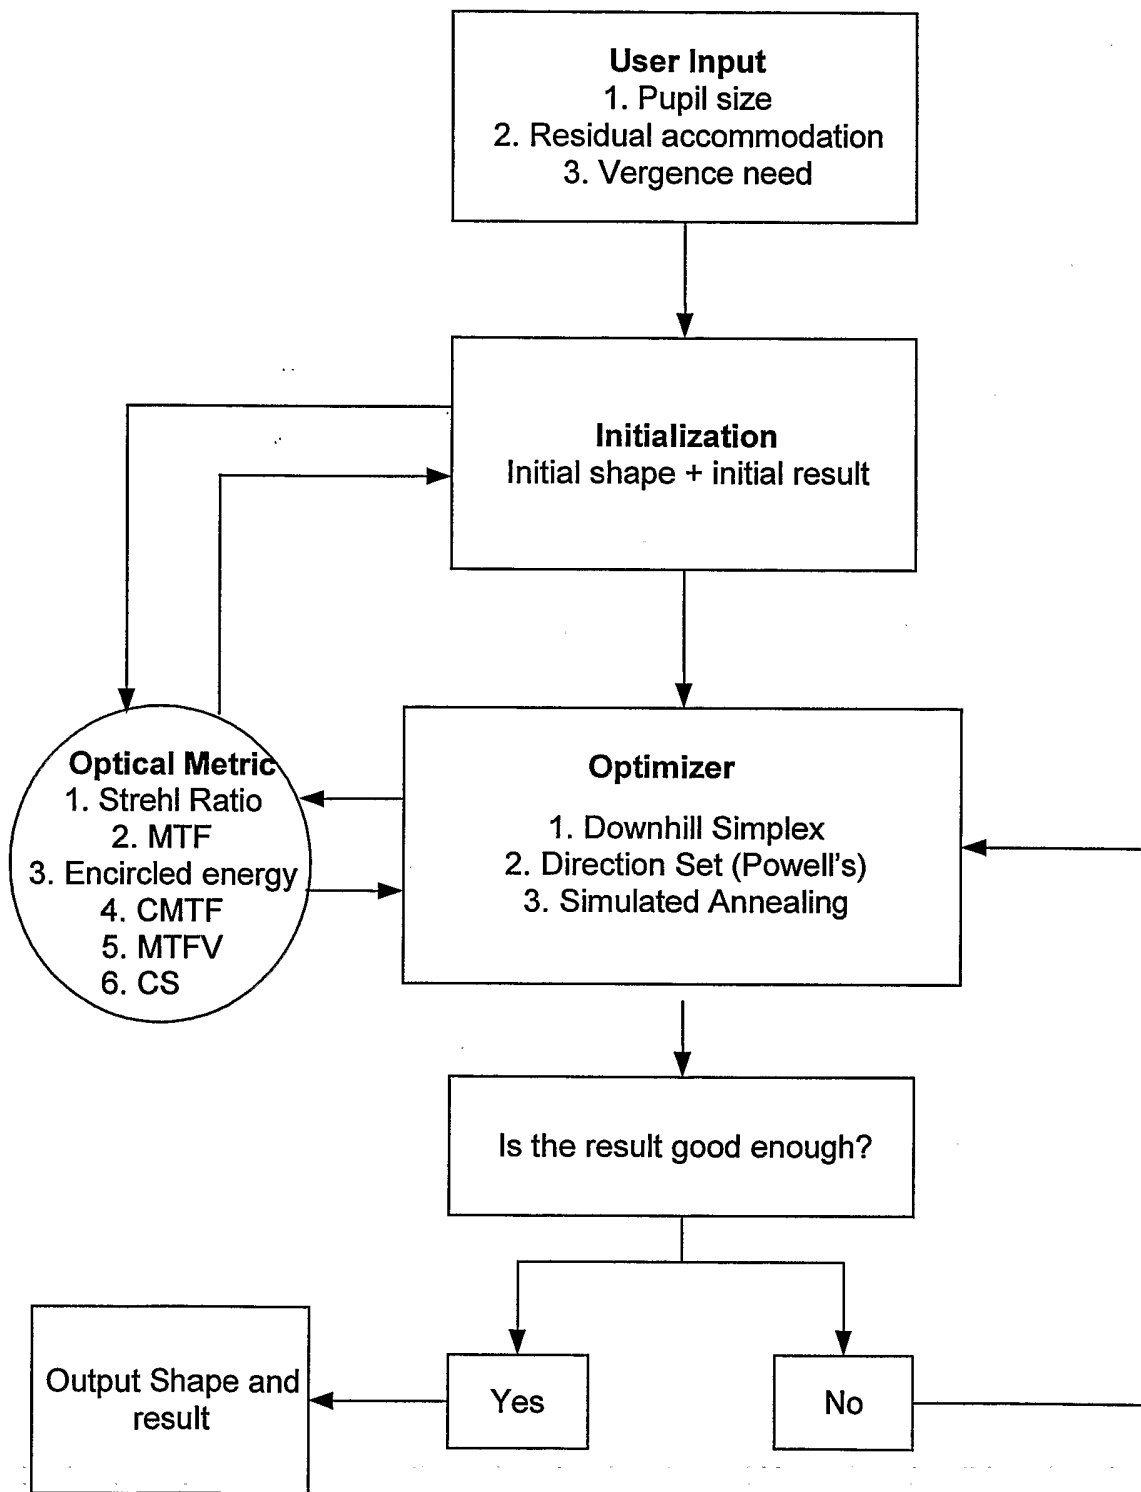 User Input
1. Pupil size
2. Residual accommodation
3. Vergence need
Initialization
Initial shape + initial result
Optical Metric
1. Strehl Ratio
2. MTF
3. Encircled energy
4. CMTF
5. MTFV
6. CS
Optimizer
1. Downhill Simplex
2. Direction Set (Powell's)
3. Simulated Annealing
Is the result good enough?
Output Shape and
result
Yes
No